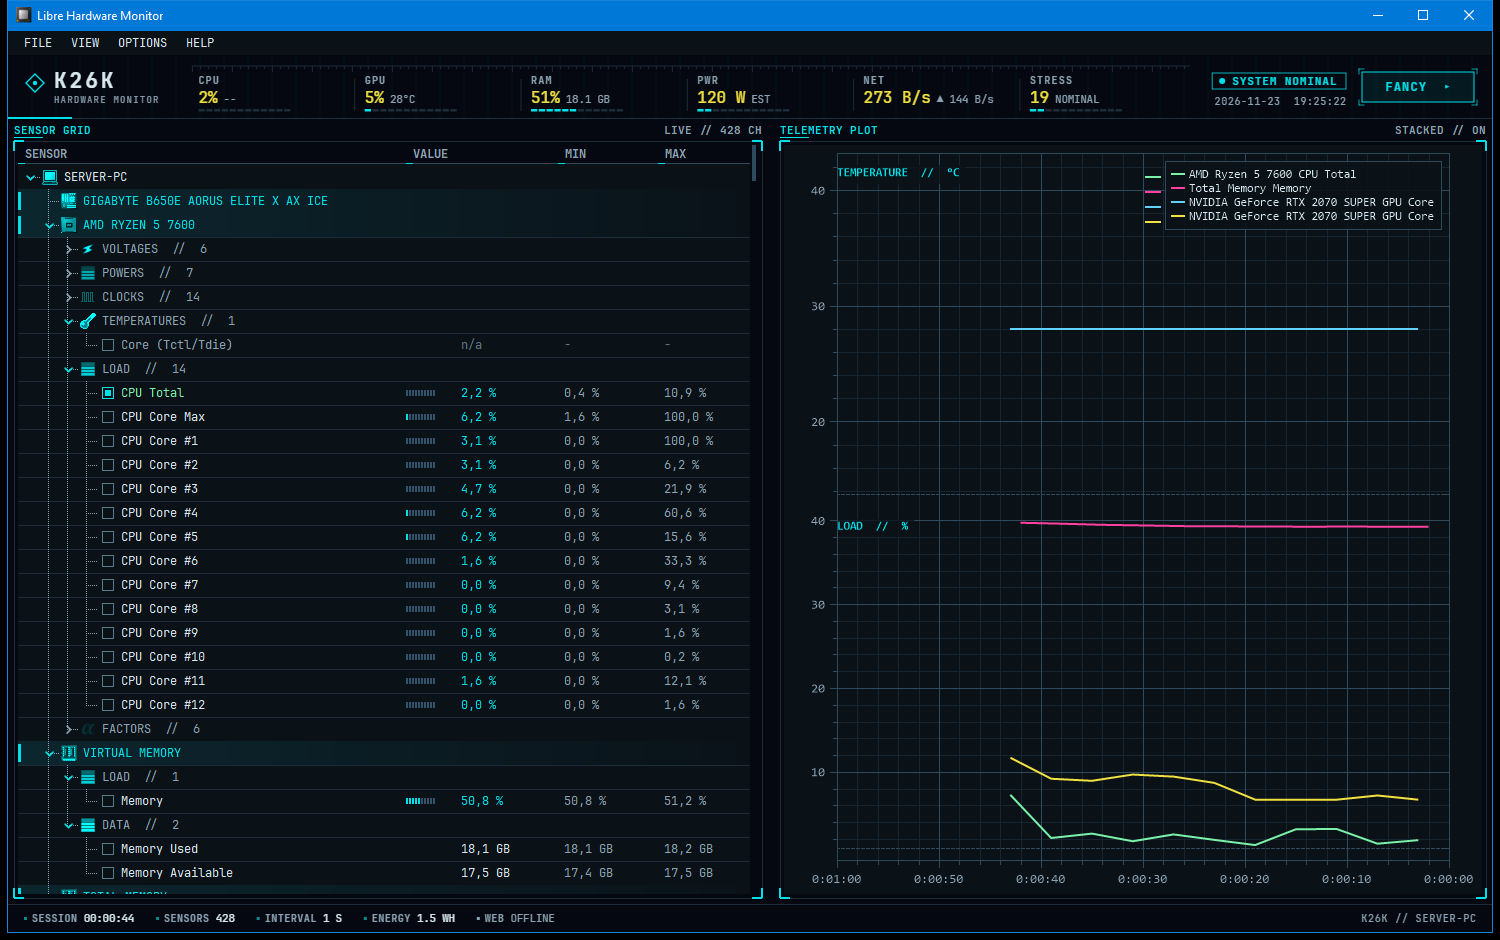 Libre Hardware Monitor
FILE VIEW OPTIONS HELP
K26K
HARDWARE MONITOR
CPU
2% --
GPU
5% 28°C
RAM
51% 18.1 GB
PWR
120 W EST
NET
273 B/s ▲ 144 B/s
STRESS
19 NOMINAL
SYSTEM NOMINAL
2026-11-23 19:25:22
FANCY
SENSOR GRID
LIVE // 428 CH
SENSOR VALUE MIN MAX
SERVER-PC
GIGABYTE B650E AORUS ELITE X AX ICE
AMD RYZEN 5 7600
VOLTAGES // 6
POWERS // 7
CLOCKS // 14
TEMPERATURES // 1
Core (Tctl/Tdie) n/a - -
LOAD // 14
CPU Total 2,2 % 0,4 % 10,9 %
CPU Core Max 6,2 % 1,6 % 100,0 %
CPU Core #1 3,1 % 0,0 % 100,0 %
CPU Core #2 3,1 % 0,0 % 6,2 %
CPU Core #3 4,7 % 0,0 % 21,9 %
CPU Core #4 6,2 % 0,0 % 60,6 %
CPU Core #5 6,2 % 0,0 % 15,6 %
CPU Core #6 1,6 % 0,0 % 33,3 %
CPU Core #7 0,0 % 0,0 % 9,4 %
CPU Core #8 0,0 % 0,0 % 3,1 %
CPU Core #9 0,0 % 0,0 % 1,6 %
CPU Core #10 0,0 % 0,0 % 0,2 %
CPU Core #11 1,6 % 0,0 % 12,1 %
CPU Core #12 0,0 % 0,0 % 1,6 %
FACTORS // 6
VIRTUAL MEMORY
LOAD // 1
Memory 50,8 % 50,8 % 51,2 %
DATA // 2
Memory Used 18,1 GB 18,1 GB 18,2 GB
Memory Available 17,5 GB 17,4 GB 17,5 GB
TOTAL MEMORY
TELEMETRY PLOT
STACKED // ON
TEMPERATURE // °C
AMD Ryzen 5 7600 CPU Total
Total Memory Memory
NVIDIA GeForce RTX 2070 SUPER GPU Core
NVIDIA GeForce RTX 2070 SUPER GPU Core
40
30
20
40
LOAD // %
30
20
10
0:01:00 0:00:50 0:00:40 0:00:30 0:00:20 0:00:10 0:00:00
SESSION 00:00:44 SENSORS 428 INTERVAL 1 S ENERGY 1.5 WH WEB OFFLINE
K26K // SERVER-PC